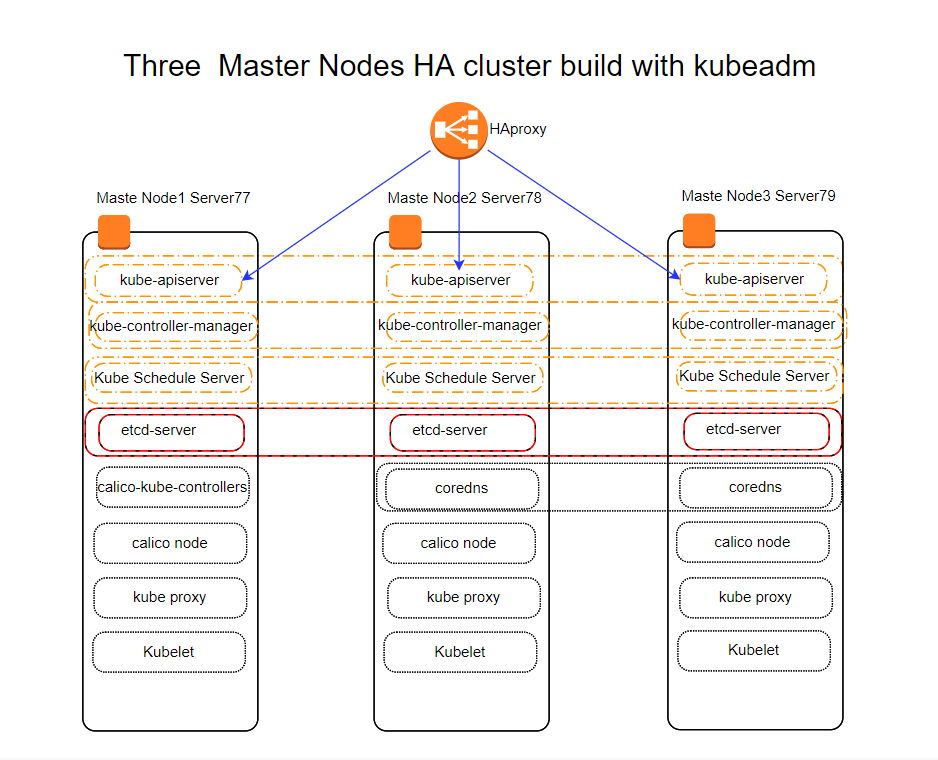 Three  Master Nodes HA cluster build with kubeadm
HAproxy
Maste Node1 Server77
Maste Node2 Server78
Maste Node3 Server79
kube-apiserver
kube-apiserver
kube-apiserver
kube-controller-manager
kube-controller-manager
kube-controller-manager
Kube Schedule Server
Kube Schedule Server
Kube Schedule Server
etcd-server
etcd-server
etcd-server
calico-kube-controllers
coredns
coredns
calico node
calico node
calico node
kube proxy
kube proxy
kube proxy
Kubelet
Kubelet
Kubelet